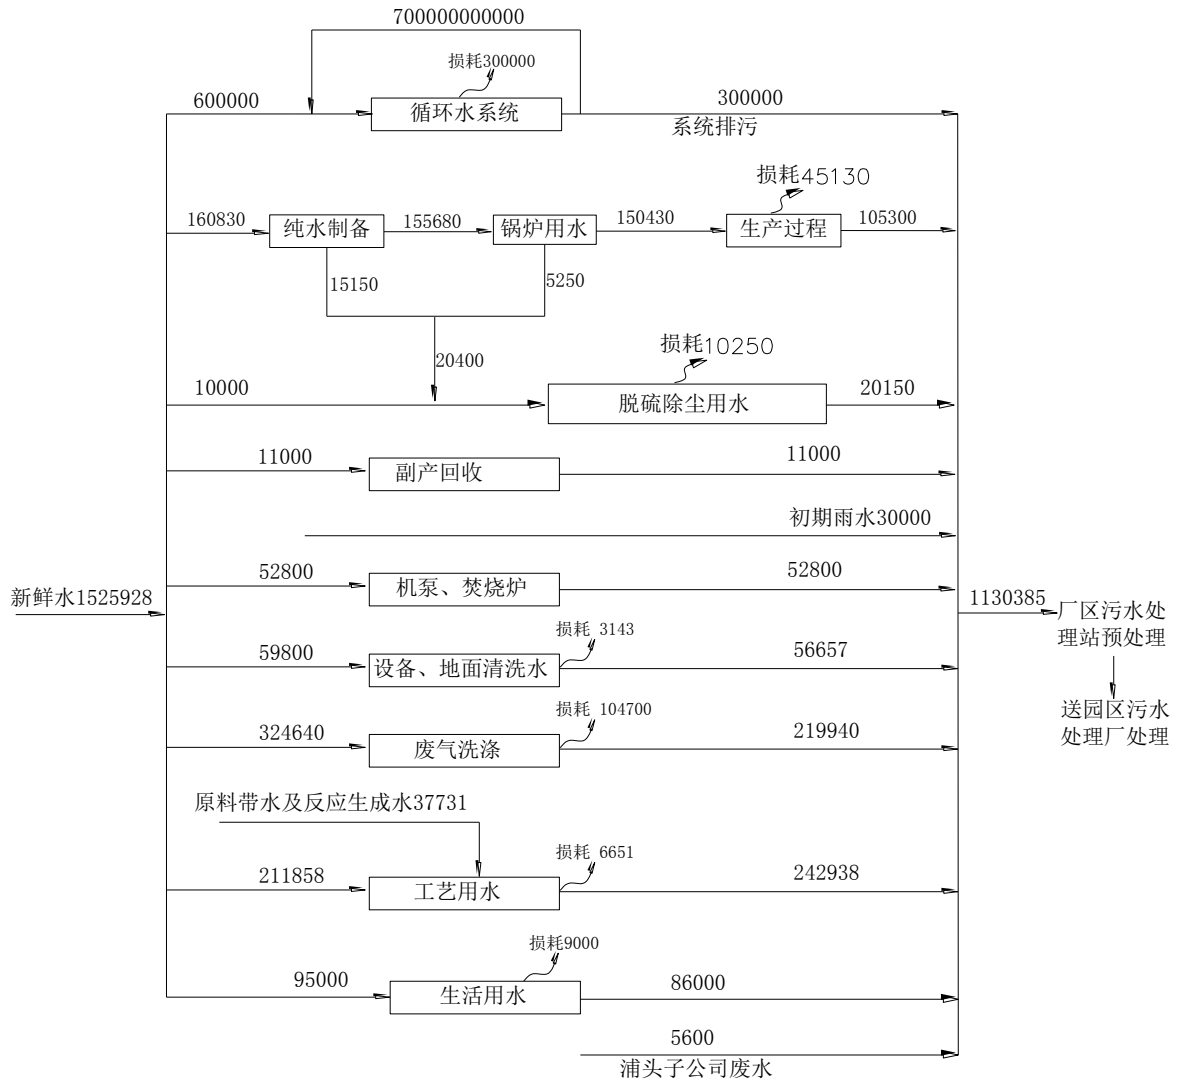 700000000000
损耗300000
600000
循环水系统
300000
系统排污
损耗45130
160830
纯水制备
155680
锅炉用水
150430
生产过程
105300
15150
5250
20400
损耗10250
10000
脱硫除尘用水
20150
11000
副产回收
11000
初期雨水30000
52800
机泵、焚烧炉
52800
新鲜水1525928
1130385
厂区污水处
理站预处理
送园区污水
处理厂处理
59800
设备、地面清洗水
损耗 3143
56657
324640
废气洗涤
损耗 104700
219940
原料带水及反应生成水37731
211858
工艺用水
损耗 6651
242938
95000
生活用水
损耗9000
86000
5600
浦头子公司废水